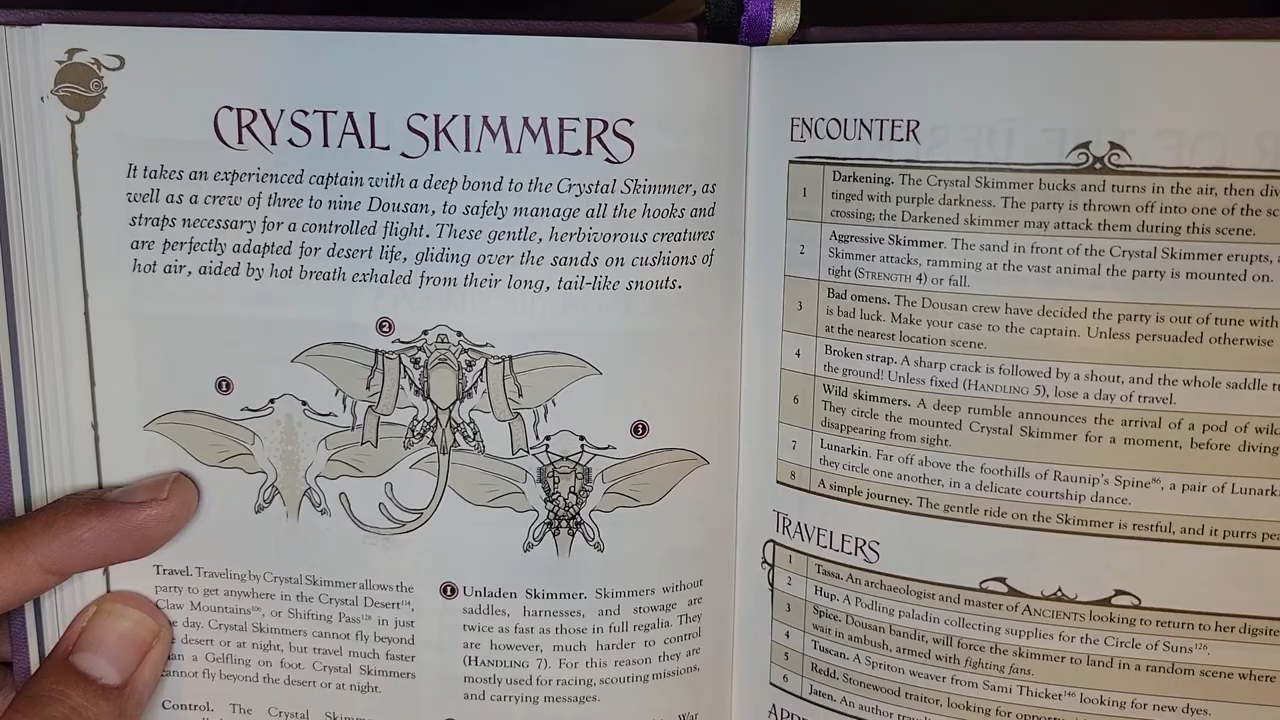 CRYSTAL SKIMMERS
It takes an experienced captain with a deep bond to the Crystal Skimmer, as
well as a crew of three to nine Dousan, to safely manage all the hooks and
straps necessary for a controlled flight. These gentle, herbivorous creatures
are perfectly adapted for desert life, gliding over the sands on cushions of
hot air, aided by hot breath exhaled from their long, tail-like snouts.
2
1
3
Travel. Traveling by Crystal Skimmer allows the
party to get anywhere in the Crystal Desert¹¹⁴,
Claw Mountains¹⁰⁶, or Shifting Pass¹²⁶ in just
day. Crystal Skimmers cannot fly beyond
desert or at night, but travel much faster
than a Gelfling on foot. Crystal Skimmers
cannot fly beyond the desert or at night.
Control. The Crystal
1 Unladen Skimmer. Skimmers without
saddles, harnesses, and stowage are
twice as fast as those in full regalia. They
are however, much harder to control
(HANDLING 7). For this reason they are
mostly used for racing, scouting missions,
and carrying messages.
War
ENCOUNTER
1 Darkening. The Crystal Skimmer bucks and turns in the air, then
tinged with purple darkness. The party is thrown off into one of the
crossing; the Darkened skimmer may attack them during this scene.
2 Aggressive Skimmer. The sand in front of the Crystal Skimmer erupts,
Skimmer attacks, ramming at the vast animal the party is mounted on.
tight (STRENGTH 4) or fall.
3 Bad omens. The Dousan crew have decided the party is out of tune with
is bad luck. Make your case to the captain. Unless persuaded otherwise
at the nearest location scene.
4 Broken strap. A sharp crack is followed by a shout, and the whole saddle
the ground! Unless fixed (HANDLING 5), lose a day of travel.
6 Wild skimmers. A deep rumble announces the arrival of a pod of wild
They circle the mounted Crystal Skimmer for a moment, before diving
disappearing from sight.
7 Lunarkin. Far off above the foothills of Raunip's Spine⁸⁶, a pair of
they circle one another, in a delicate courtship dance.
8 A simple journey. The gentle ride on the Skimmer is restful, and it purrs
TRAVELERS
1 Tassa. An archaeologist and master of ANCIENTS looking to return to her
2 Hup. A Podling paladin collecting supplies for the Circle of Suns¹²⁶.
3 Spice. Dousan bandit, will force the skimmer to land in a random scene where
wait in ambush, armed with fighting fans.
4 Tuscan. A Spriton weaver from Sami Thicket¹⁴⁶ looking for new dyes.
5 Redd. Stonewood traitor, looking for
6 Jaten. An author